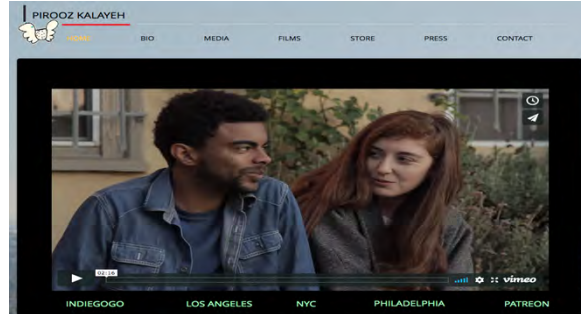 PIROOZ KALAYEH
HOME BIO MEDIA FILMS STORE PRESS CONTACT
02:16
vimeo
INDIEGOGO LOS ANGELES NYC PHILADELPHIA PATREON